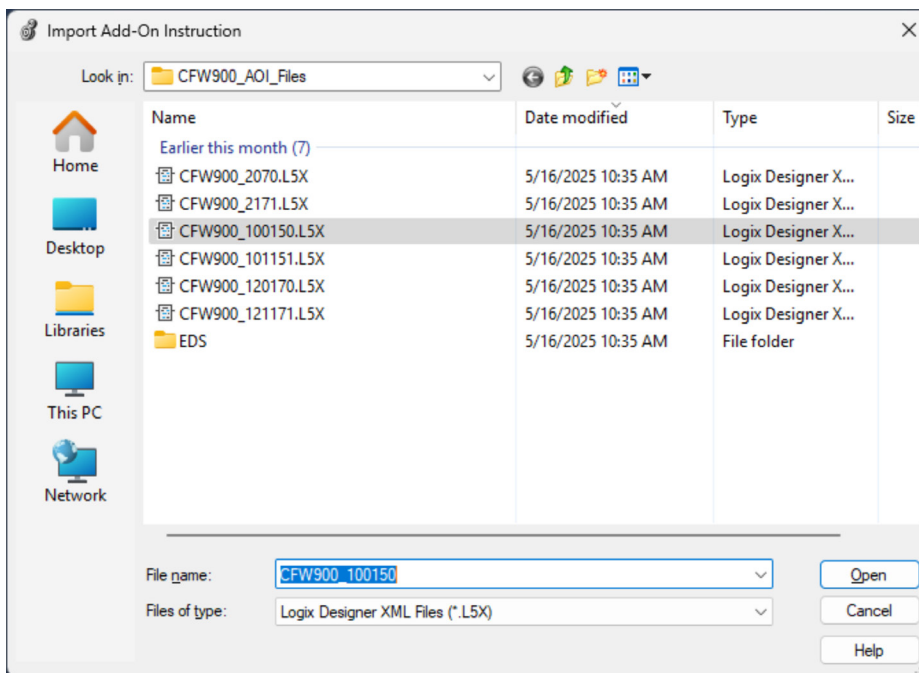 Import Add-On Instruction
Look in: CFW900_AOI_Files
Name Date modified Type Size
Earlier this month (7)
CFW900_2070.L5X 5/16/2025 10:35 AM Logix Designer X...
CFW900_2171.L5X 5/16/2025 10:35 AM Logix Designer X...
CFW900_100150.L5X 5/16/2025 10:35 AM Logix Designer X...
CFW900_101151.L5X 5/16/2025 10:35 AM Logix Designer X...
CFW900_120170.L5X 5/16/2025 10:35 AM Logix Designer X...
CFW900_121171.L5X 5/16/2025 10:35 AM Logix Designer X...
EDS 5/16/2025 10:35 AM File folder
Home
Desktop
Libraries
This PC
Network
File name: CFW900_100150 Open
Files of type: Logix Designer XML Files (*.L5X) Cancel
Help